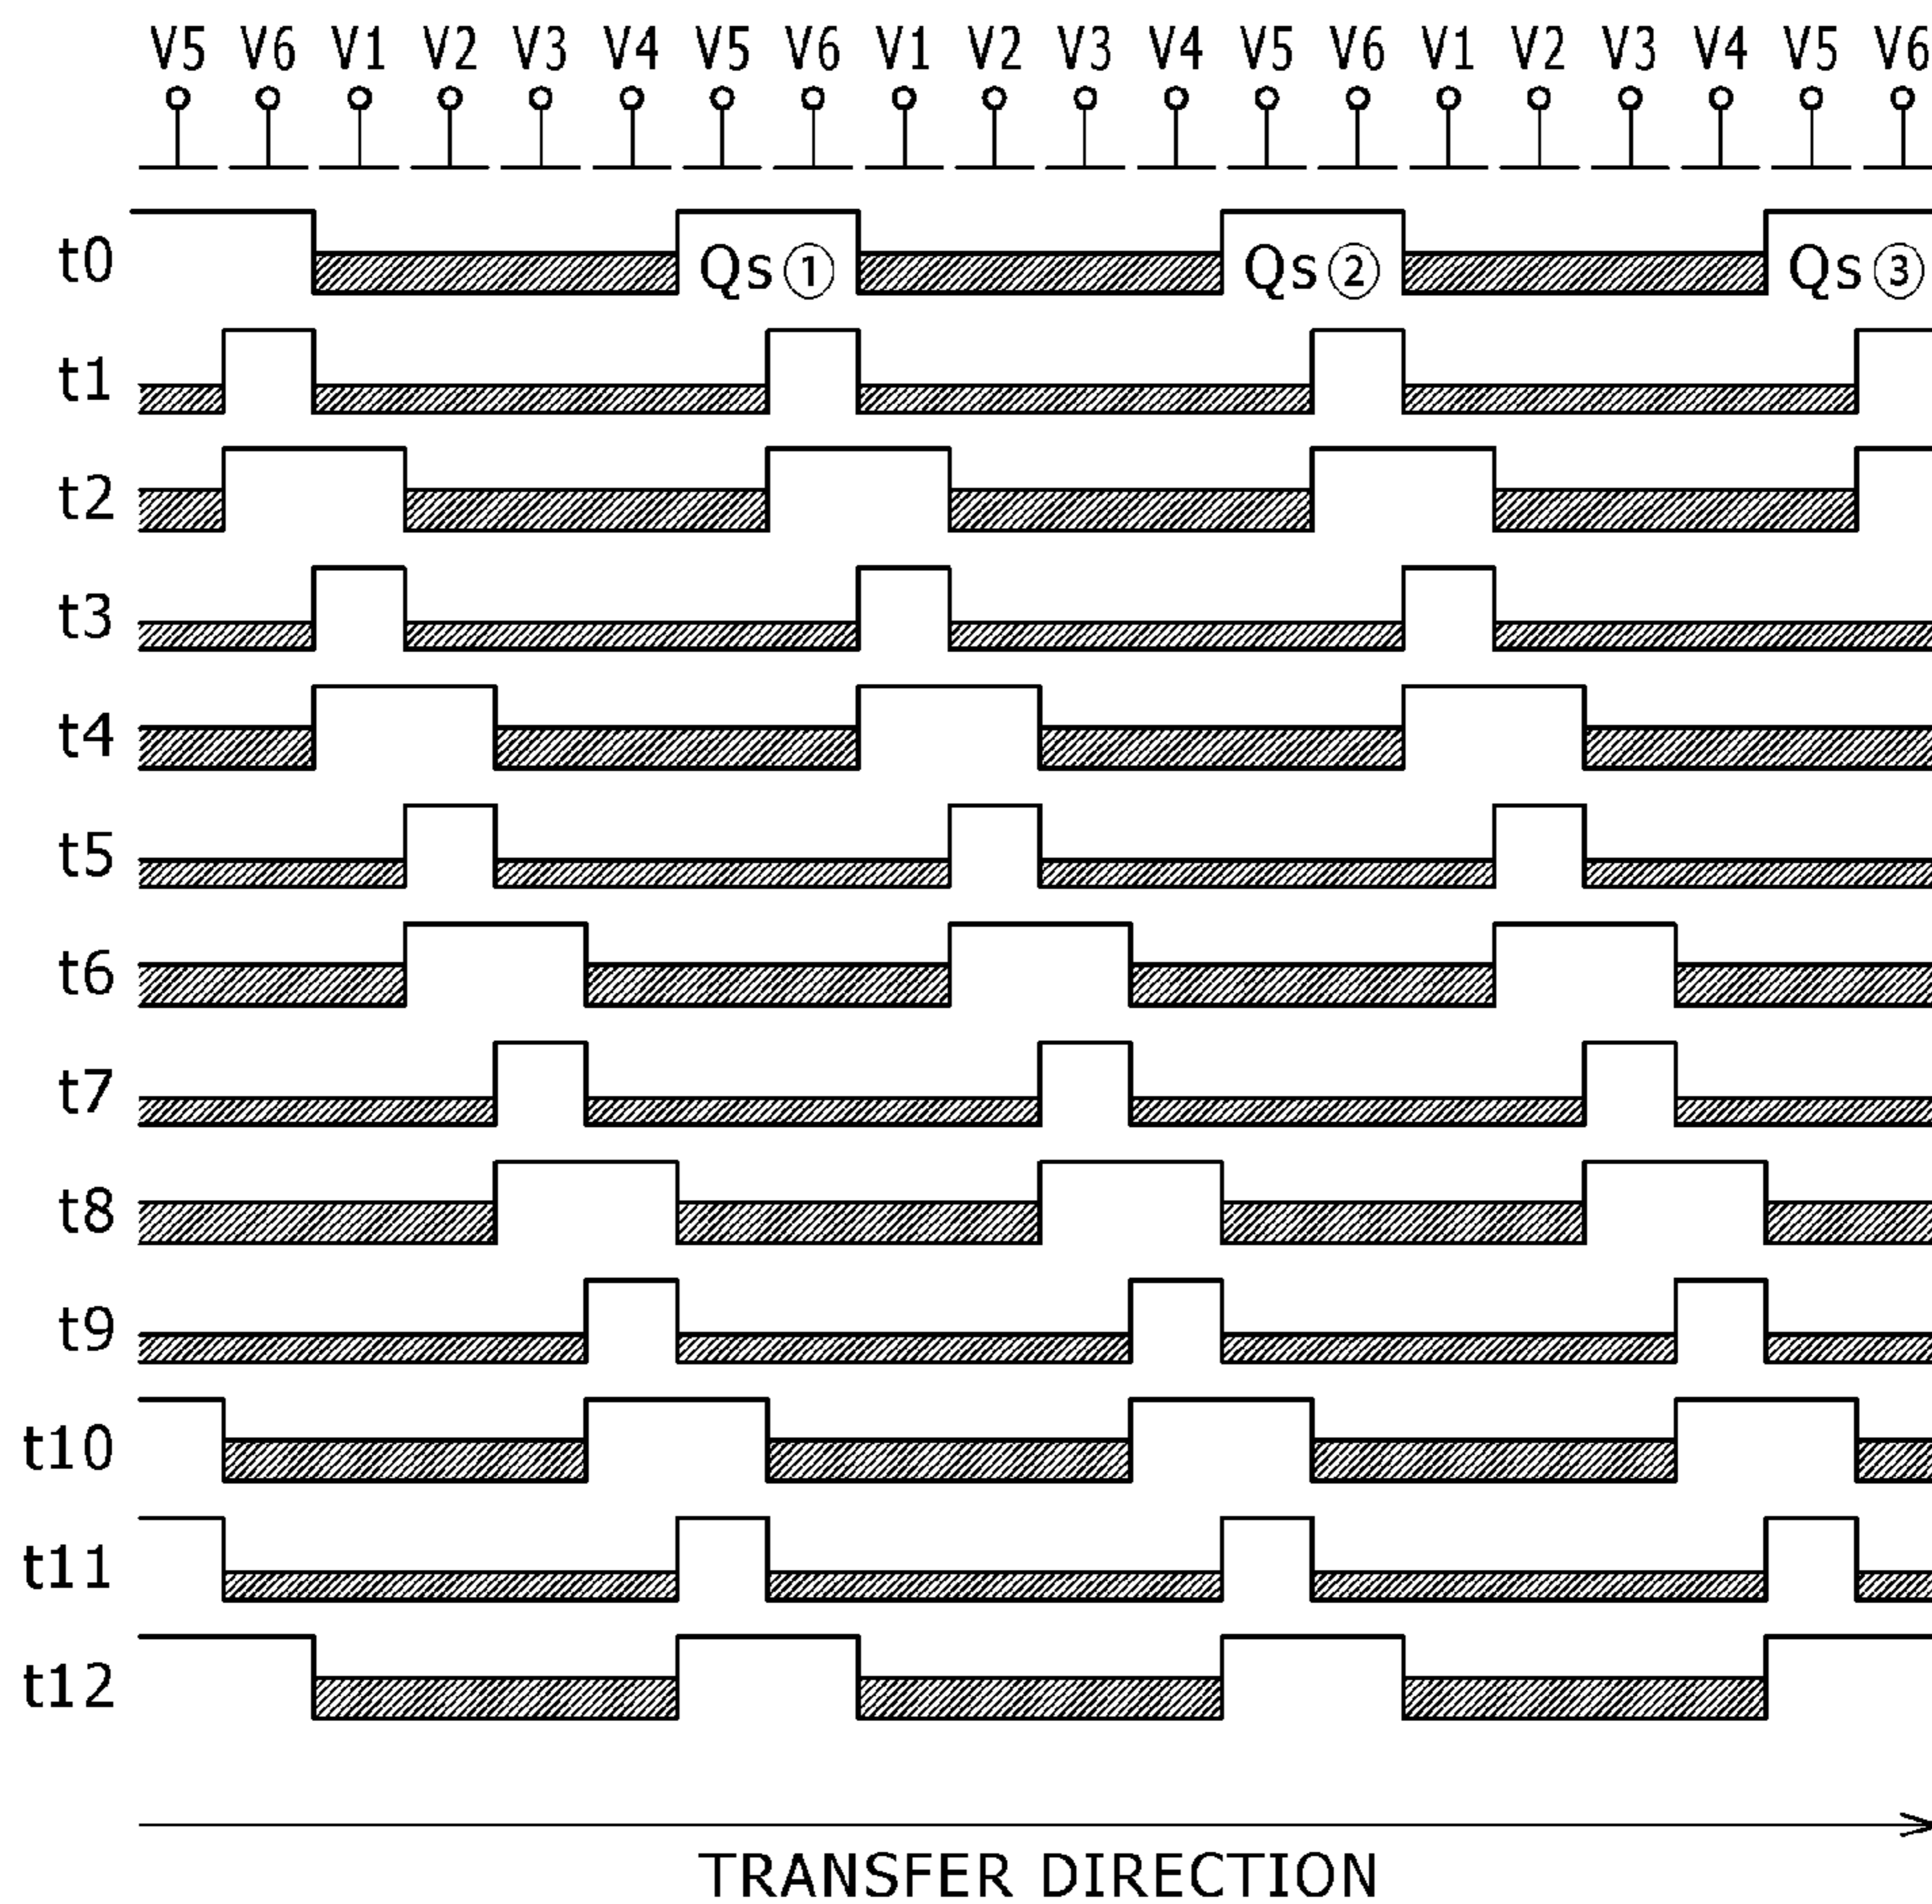 V5 V6 V1 V2 V3 V4 V5 V6 V1 V2 V3 V4 V5 V6 V1 V2 V3 V4 V5 V6
t0 Qs① Qs② Qs③
t1
t2
t3
t4
t5
t6
t7
t8
t9
t10
t11
t12
TRANSFER DIRECTION